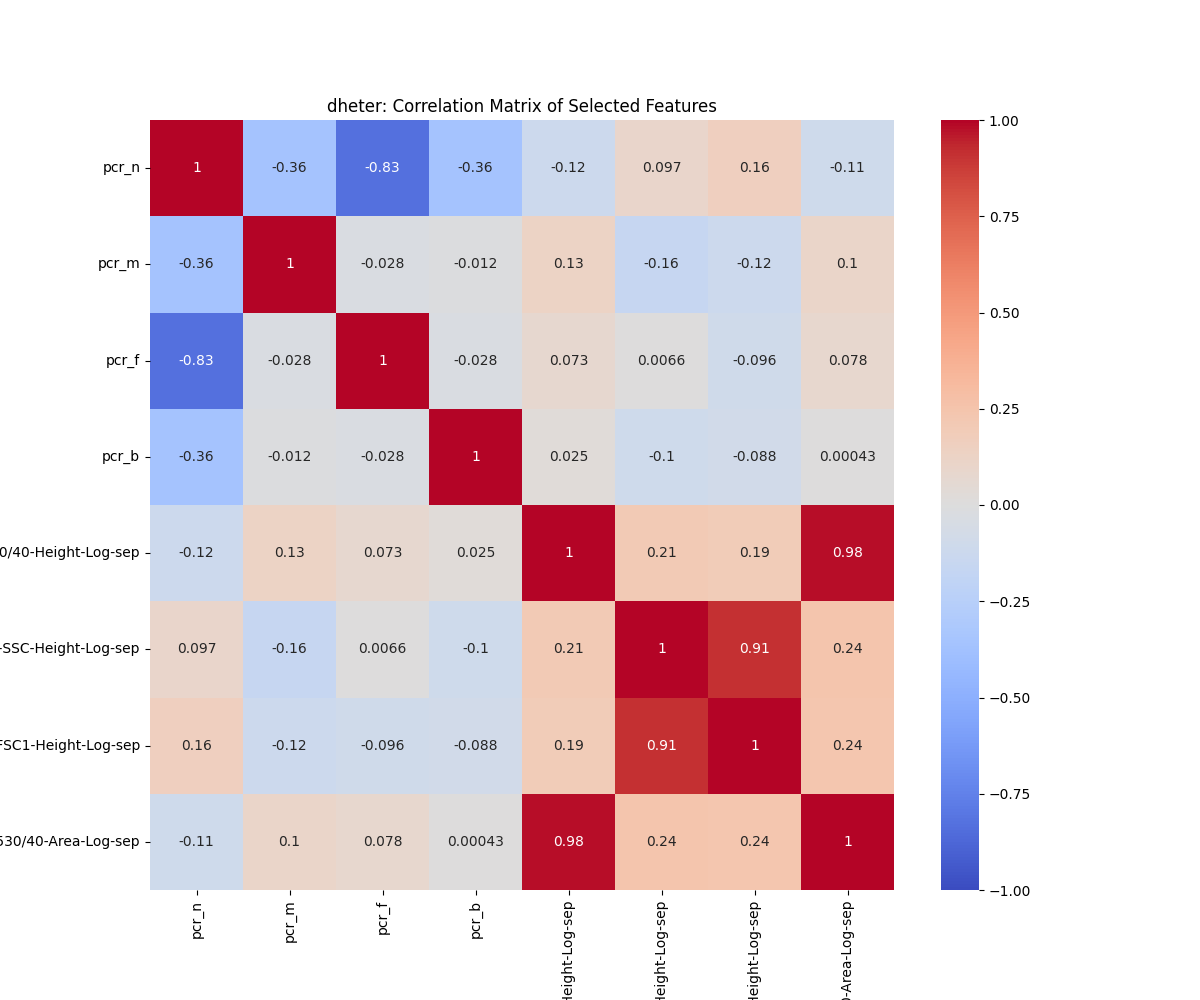 dheter: Correlation Matrix of Selected Features
pcr_n 1 -0.36 -0.83 -0.36 -0.12 0.097 0.16 -0.11
pcr_m -0.36 1 -0.028 -0.012 0.13 -0.16 -0.12 0.1
pcr_f -0.83 -0.028 1 -0.028 0.073 0.0066 -0.096 0.078
pcr_b -0.36 -0.012 -0.028 1 0.025 -0.1 -0.088 0.00043
0/40-Height-Log-sep -0.12 0.13 0.073 0.025 1 0.21 0.19 0.98
-SSC-Height-Log-sep 0.097 -0.16 0.0066 -0.1 0.21 1 0.91 0.24
FSC1-Height-Log-sep 0.16 -0.12 -0.096 -0.088 0.19 0.91 1 0.24
530/40-Area-Log-sep -0.11 0.1 0.078 0.00043 0.98 0.24 0.24 1
pcr_n
pcr_m
pcr_f
pcr_b
Height-Log-sep
Height-Log-sep
Height-Log-sep
-Area-Log-sep
1.00
0.75
0.50
0.25
0.00
−0.25
−0.50
−0.75
−1.00